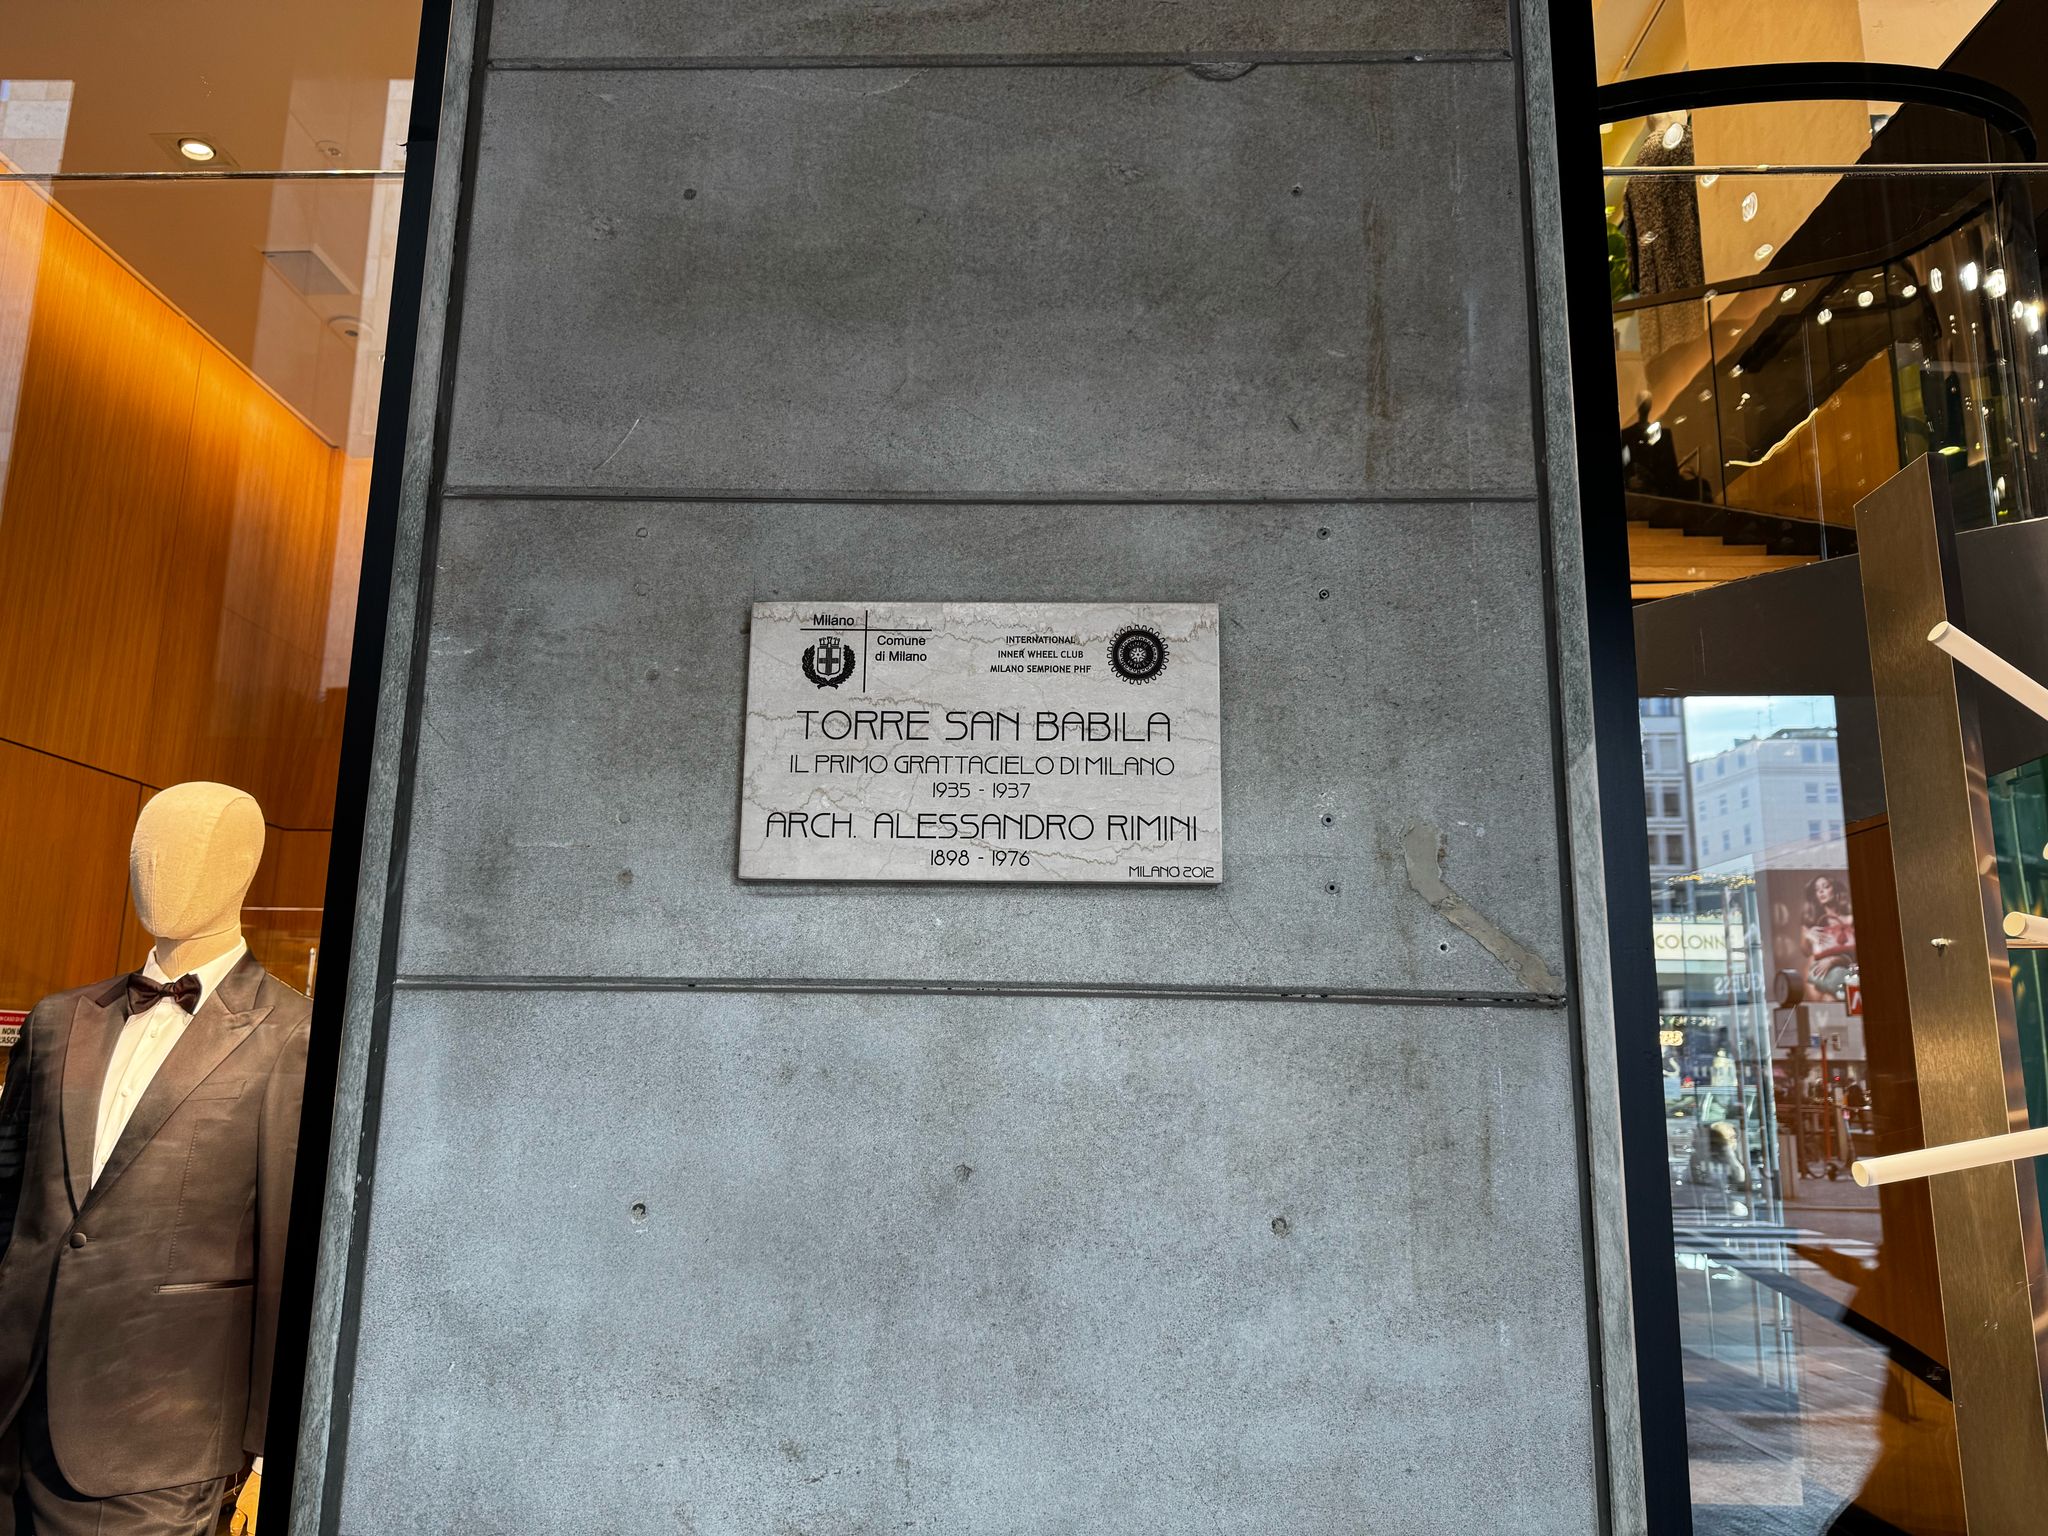 Milano
Comune
di Milano
INTERNATIONAL
INNER WHEEL CLUB
MILANO SEMPIONE PHF
TORRE SAN BABILA
IL PRIMO GRATTACIELO DI MILANO
1935 - 1937
ARCH. ALESSANDRO RIMINI
1898 - 1976
MILANO 2012
NON
COLONN
GUESS